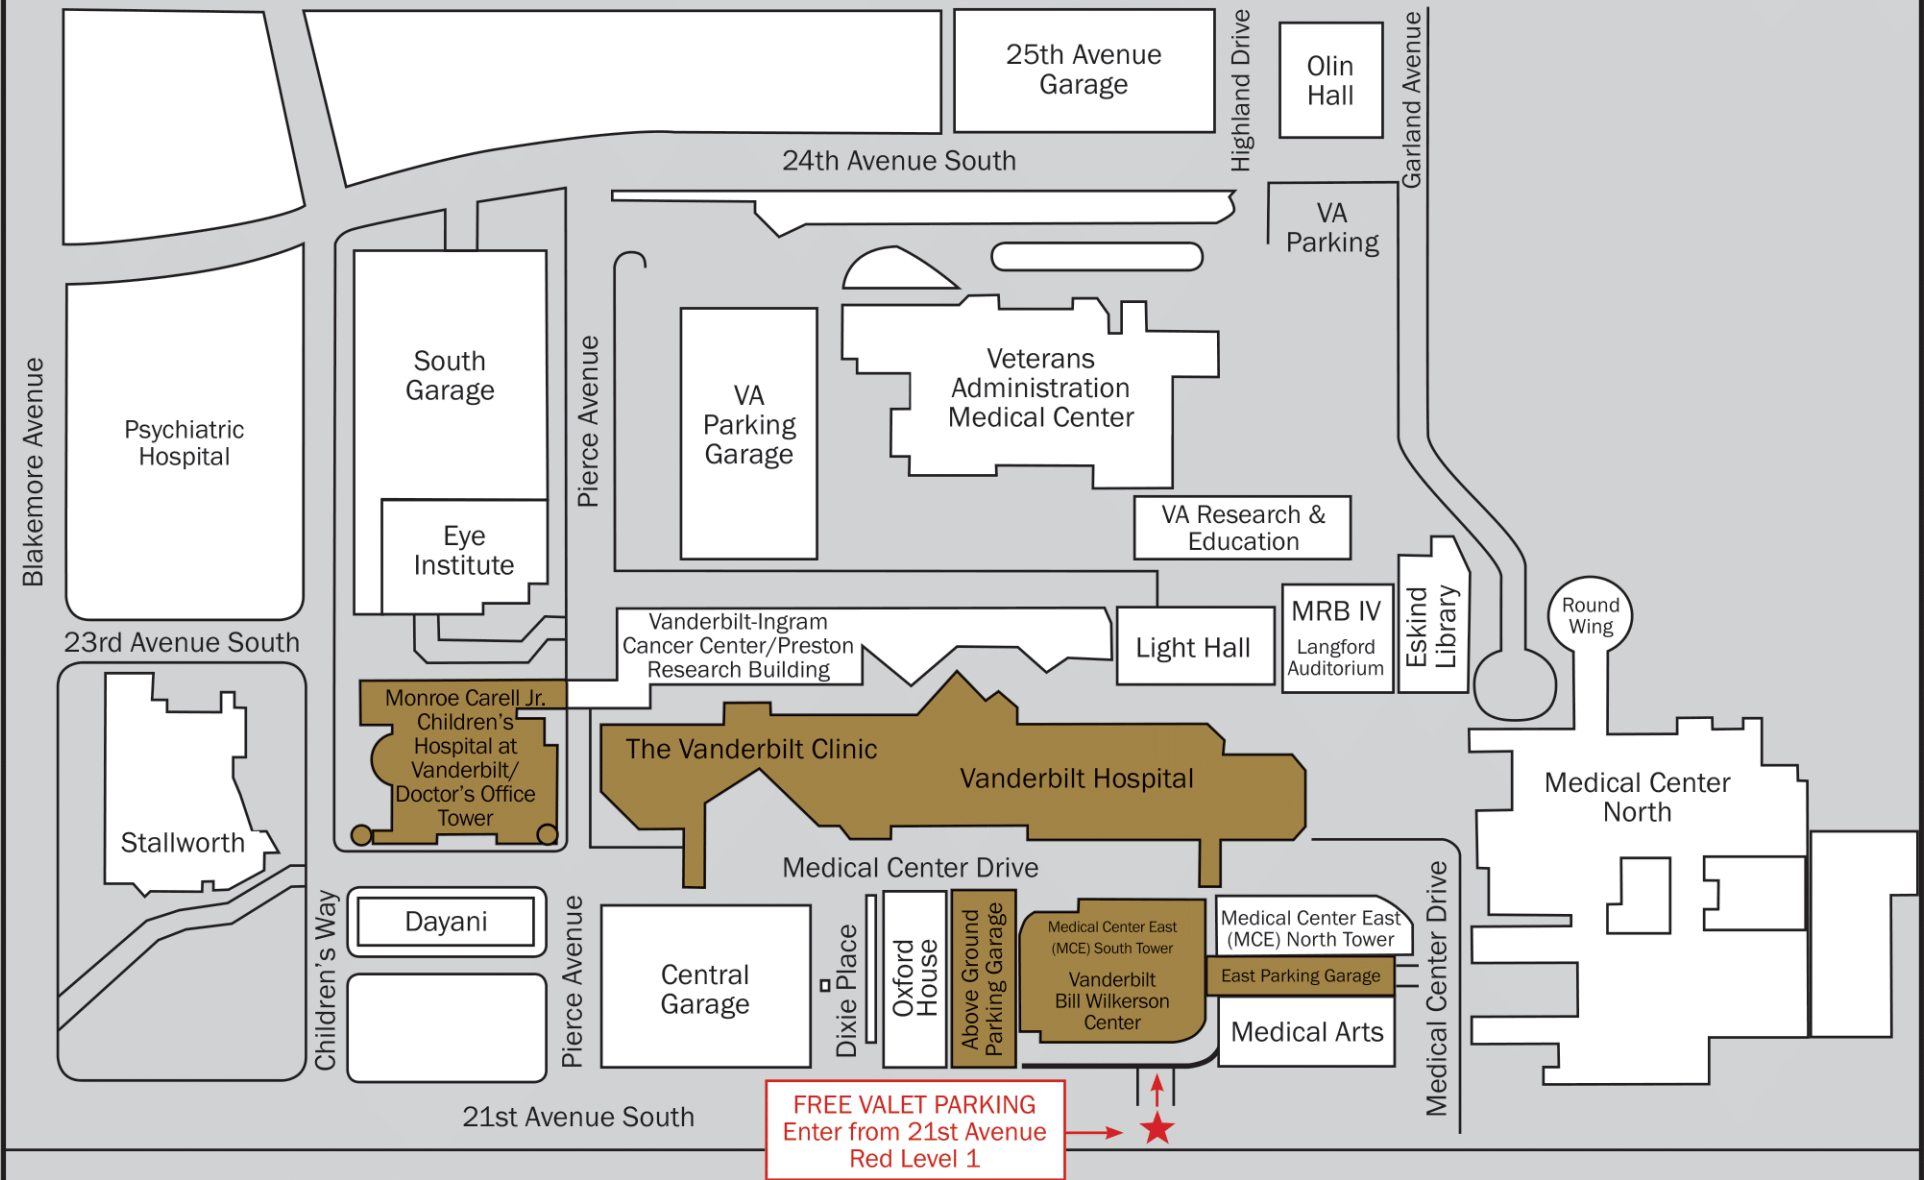 25th Avenue
Garage
Highland Drive
Olin
Hall
Garland Avenue
24th Avenue South
VA
Parking
Blakemore Avenue
Psychiatric
Hospital
South
Garage
Pierce Avenue
VA
Parking
Garage
Veterans
Administration
Medical Center
Eye
Institute
VA Research &
Education
23rd Avenue South
Vanderbilt-Ingram
Cancer Center/Preston
Research Building
Light Hall
MRB IV
Langford
Auditorium
Eskind
Library
Round
Wing
Monroe Carell Jr.
Children's
Hospital at
Vanderbilt/
Doctor's Office
Tower
The Vanderbilt Clinic
Vanderbilt Hospital
Medical Center
North
Stallworth
Medical Center Drive
Children's Way
Dayani
Pierce Avenue
Central
Garage
Dixie Place
Oxford
House
Above Ground
Parking Garage
Medical Center East
(MCE) South Tower
Vanderbilt
Bill Wilkerson
Center
Medical Center East
(MCE) North Tower
East Parking Garage
Medical Arts
Medical Center Drive
21st Avenue South
FREE VALET PARKING
Enter from 21st Avenue
Red Level 1